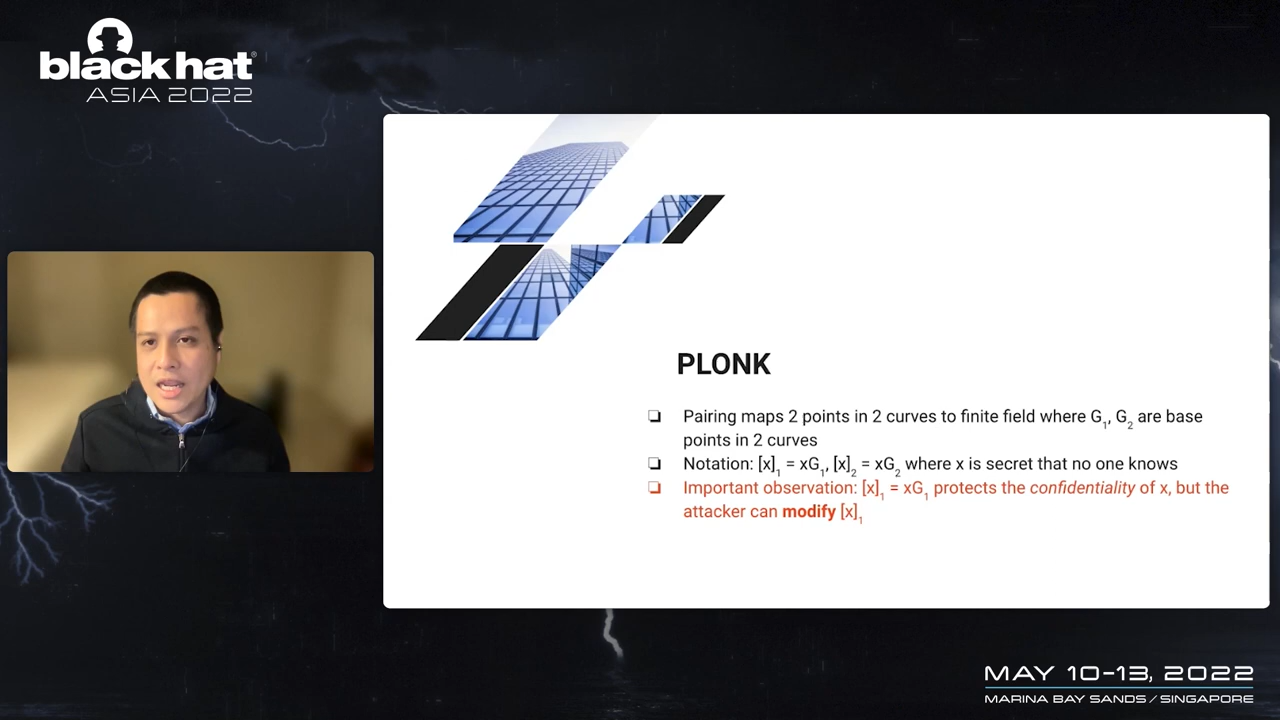 black hat®
ASIA 2022
PLONK
❏ Pairing maps 2 points in 2 curves to finite field where G₁, G₂ are base
points in 2 curves
❏ Notation: [x]₁ = xG₁, [x]₂ = xG₂ where x is secret that no one knows
❏ Important observation: [x]₁ = xG₁ protects the confidentiality of x, but the
attacker can modify [x]₁
MAY 10-13, 2022
MARINA BAY SANDS / SINGAPORE